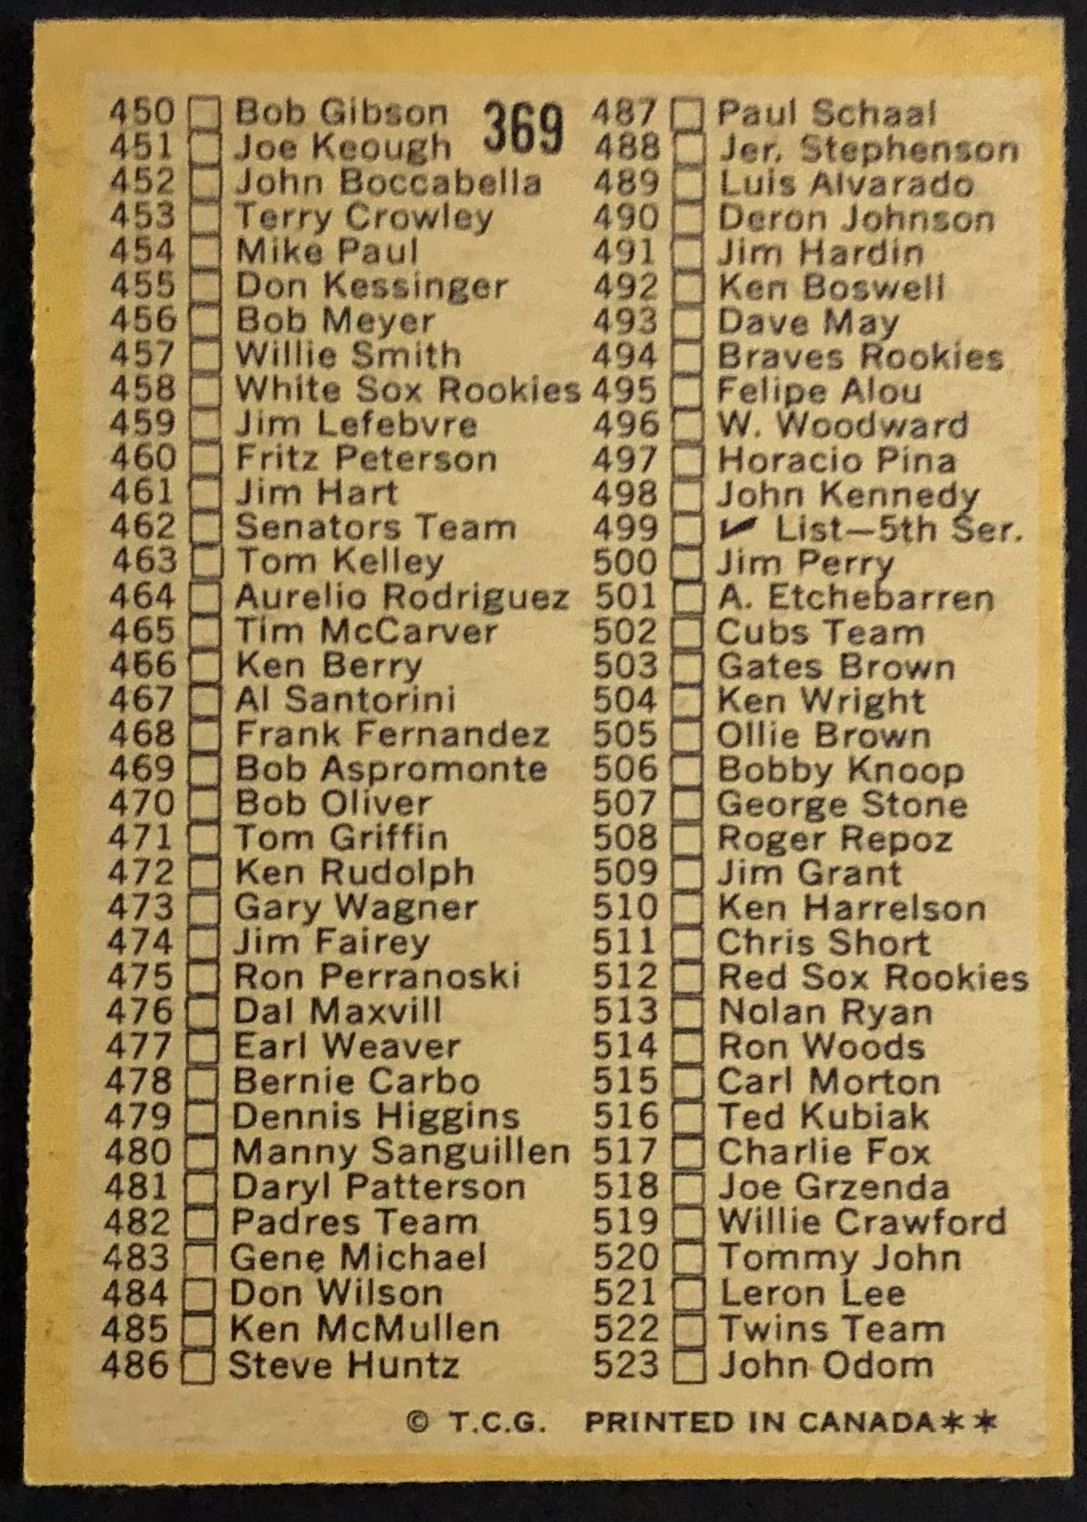 369
450 Bob Gibson
451 Joe Keough
452 John Boccabella
453 Terry Crowley
454 Mike Paul
455 Don Kessinger
456 Bob Meyer
457 Willie Smith
458 White Sox Rookies
459 Jim Lefebvre
460 Fritz Peterson
461 Jim Hart
462 Senators Team
463 Tom Kelley
464 Aurelio Rodriguez
465 Tim McCarver
466 Ken Berry
467 Al Santorini
468 Frank Fernandez
469 Bob Aspromonte
470 Bob Oliver
471 Tom Griffin
472 Ken Rudolph
473 Gary Wagner
474 Jim Fairey
475 Ron Perranoski
476 Dal Maxvill
477 Earl Weaver
478 Bernie Carbo
479 Dennis Higgins
480 Manny Sanguillen
481 Daryl Patterson
482 Padres Team
483 Gene Michael
484 Don Wilson
485 Ken McMullen
486 Steve Huntz
487 Paul Schaal
488 Jer. Stephenson
489 Luis Alvarado
490 Deron Johnson
491 Jim Hardin
492 Ken Boswell
493 Dave May
494 Braves Rookies
495 Felipe Alou
496 W. Woodward
497 Horacio Pina
498 John Kennedy
499 ✓ List—5th Ser.
500 Jim Perry
501 A. Etchebarren
502 Cubs Team
503 Gates Brown
504 Ken Wright
505 Ollie Brown
506 Bobby Knoop
507 George Stone
508 Roger Repoz
509 Jim Grant
510 Ken Harrelson
511 Chris Short
512 Red Sox Rookies
513 Nolan Ryan
514 Ron Woods
515 Carl Morton
516 Ted Kubiak
517 Charlie Fox
518 Joe Grzenda
519 Willie Crawford
520 Tommy John
521 Leron Lee
522 Twins Team
523 John Odom
© T.C.G. PRINTED IN CANADA**